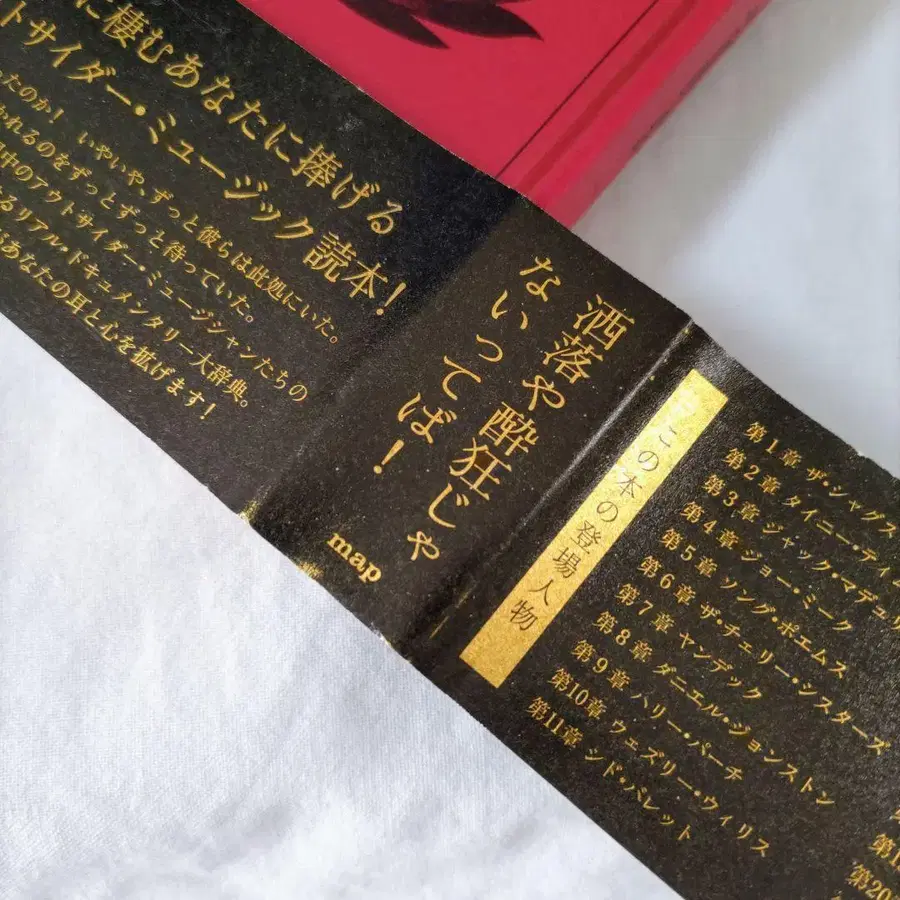 に棲むあなたに捧げる
トサイダー・ミュージック読本!
ったのか! いやいや、ずっと彼らは此処にいた。
かれるのをずっとずっと待っていた。
中のアウトサイダー・ミュージシャンたちの
るリアル・ドキュメンタリー大辞典。
あなたの耳と心を拡げます!
洒落や酔狂じゃ
ないってば!
map
この本の登場人物
第1章 ザ・シャグス
第2章 タイニー・ティム
第3章 ジャック・マデュリ
第4章 ジョー・ミーク
第5章 ソング・ポエムス
第6章 ザ・チェリー・シスターズ
第7章 ヤンデック
第8章 ダニエル・ジョンストン
第9章 ハリー・パーチ
第10章 ウェズリー・ウィリス
第11章 シド・バレット
第1
第20